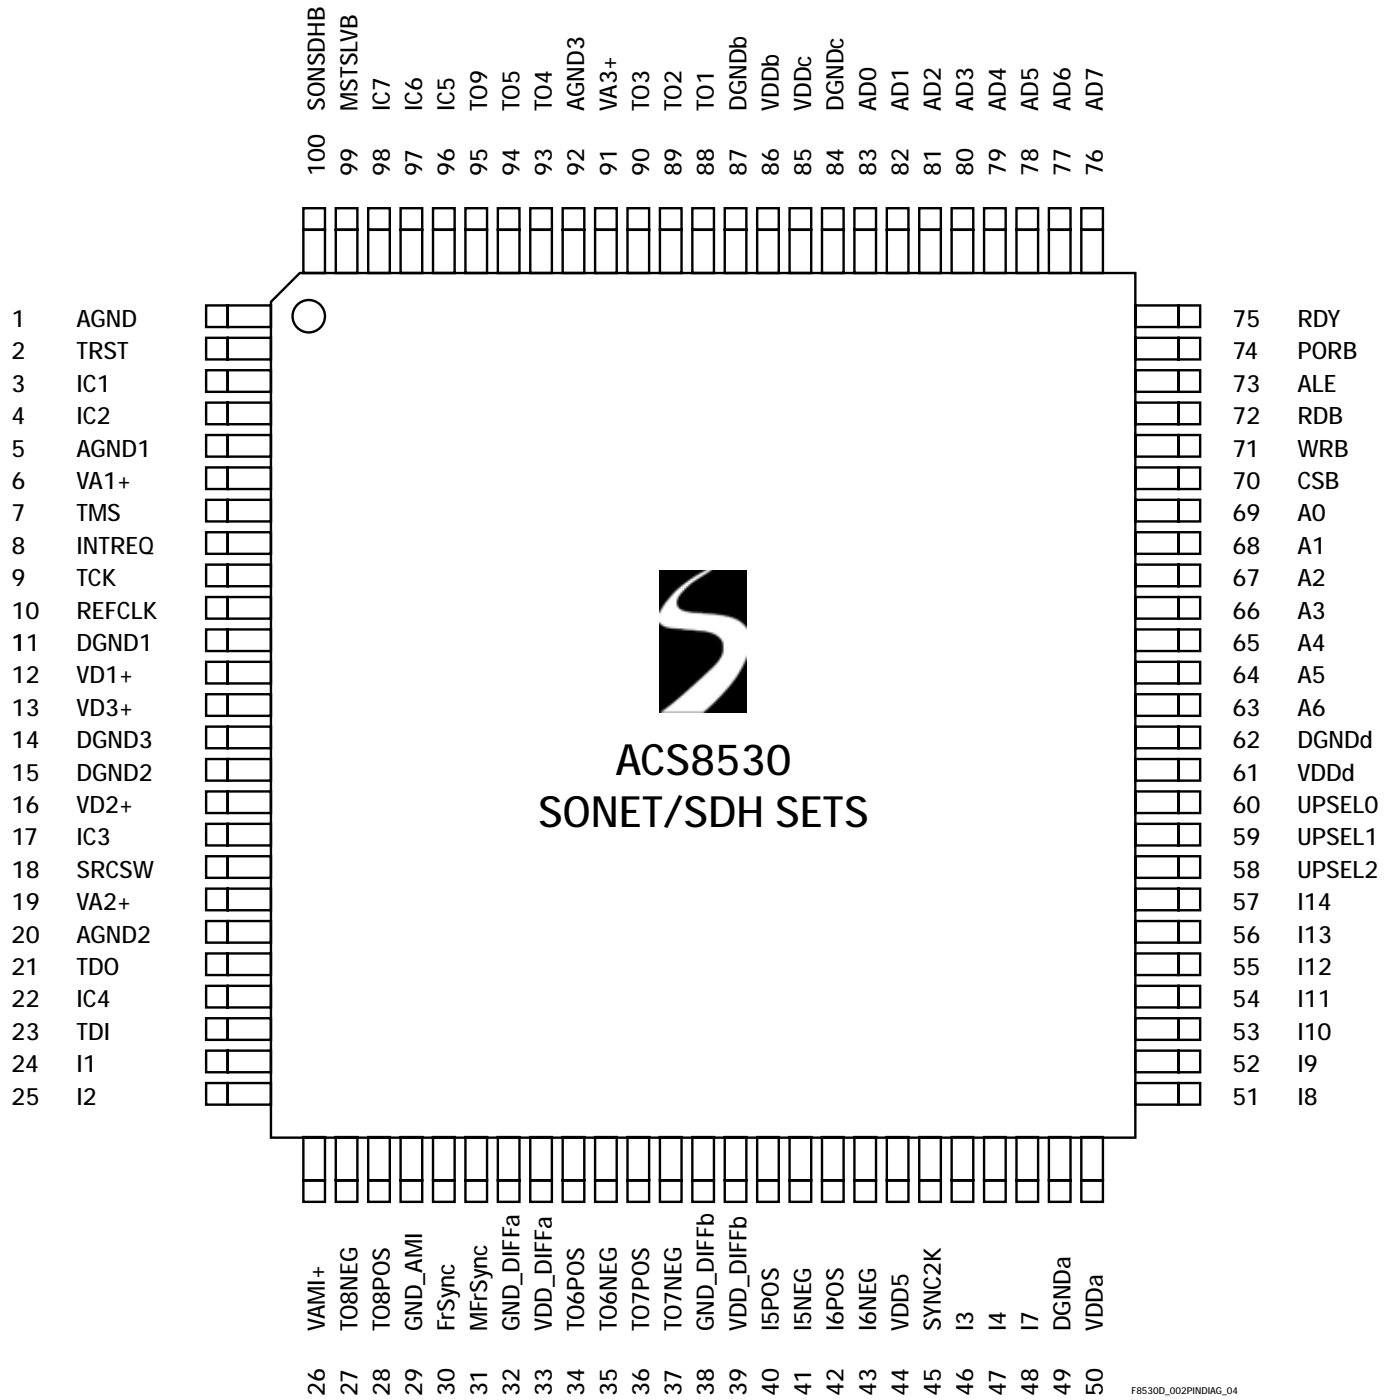 100 SONSDHB
99 MSTSLVB
98 IC7
97 IC6
96 IC5
95 TO9
94 TO5
93 TO4
92 AGND3
91 VA3+
90 TO3
89 TO2
88 TO1
87 DGNDb
86 VDDb
85 VDDc
84 DGNDc
83 AD0
82 AD1
81 AD2
80 AD3
79 AD4
78 AD5
77 AD6
76 AD7
1 AGND
2 TRST
3 IC1
4 IC2
5 AGND1
6 VA1+
7 TMS
8 INTREQ
9 TCK
10 REFCLK
11 DGND1
12 VD1+
13 VD3+
14 DGND3
15 DGND2
16 VD2+
17 IC3
18 SRCSW
19 VA2+
20 AGND2
21 TDO
22 IC4
23 TDI
24 I1
25 I2
ACS8530
SONET/SDH SETS
75 RDY
74 PORB
73 ALE
72 RDB
71 WRB
70 CSB
69 A0
68 A1
67 A2
66 A3
65 A4
64 A5
63 A6
62 DGNDd
61 VDDd
60 UPSEL0
59 UPSEL1
58 UPSEL2
57 I14
56 I13
55 I12
54 I11
53 I10
52 I9
51 I8
26 VAMI+
27 TO8NEG
28 TO8POS
29 GND_AMI
30 FrSync
31 MFrSync
32 GND_DIFFa
33 VDD_DIFFa
34 TO6POS
35 TO6NEG
36 TO7POS
37 TO7NEG
38 GND_DIFFb
39 VDD_DIFFb
40 I5POS
41 I5NEG
42 I6POS
43 I6NEG
44 VDD5
45 SYNC2K
46 I3
47 I4
48 I7
49 DGNDa
50 VDDa
F8530D_002PINDIAG_04